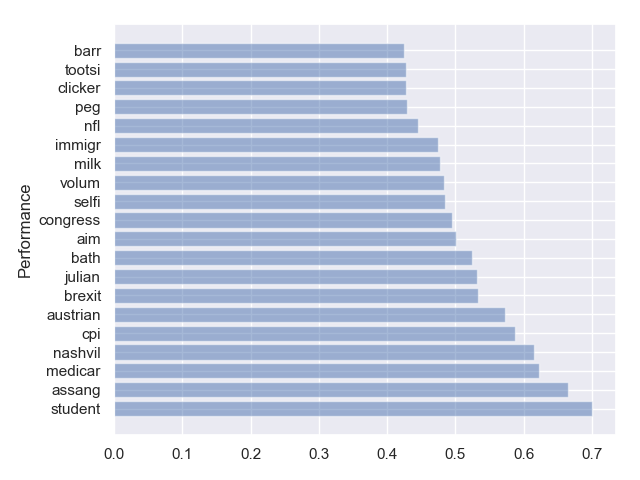 barr
tootsi
clicker
peg
nfl
immigr
milk
volum
selfi
congress
aim
bath
julian
brexit
austrian
cpi
nashvil
medicar
assang
student
Performance
0.0 0.1 0.2 0.3 0.4 0.5 0.6 0.7